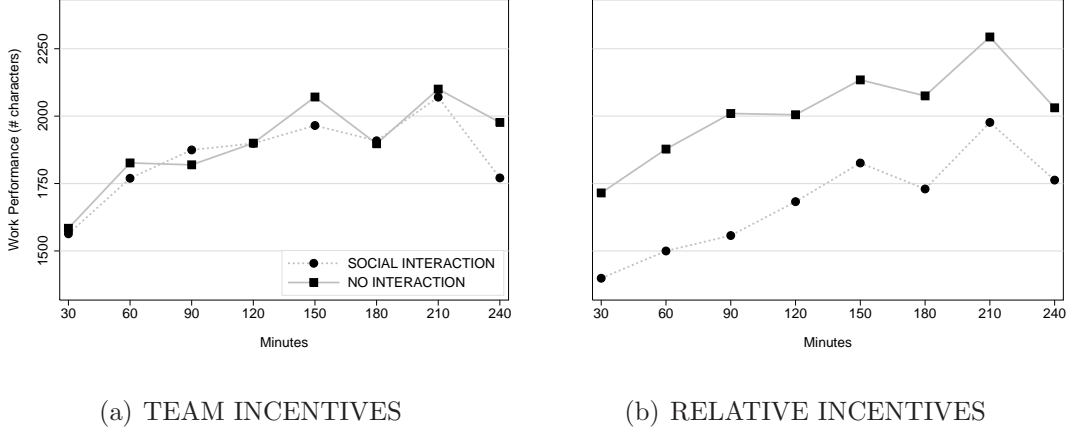 Work Performance (# characters)
2250
2000
1750
1500
SOCIAL INTERACTION
NO INTERACTION
30 60 90 120 150 180 210 240
Minutes
30 60 90 120 150 180 210 240
Minutes
(a) TEAM INCENTIVES
(b) RELATIVE INCENTIVES